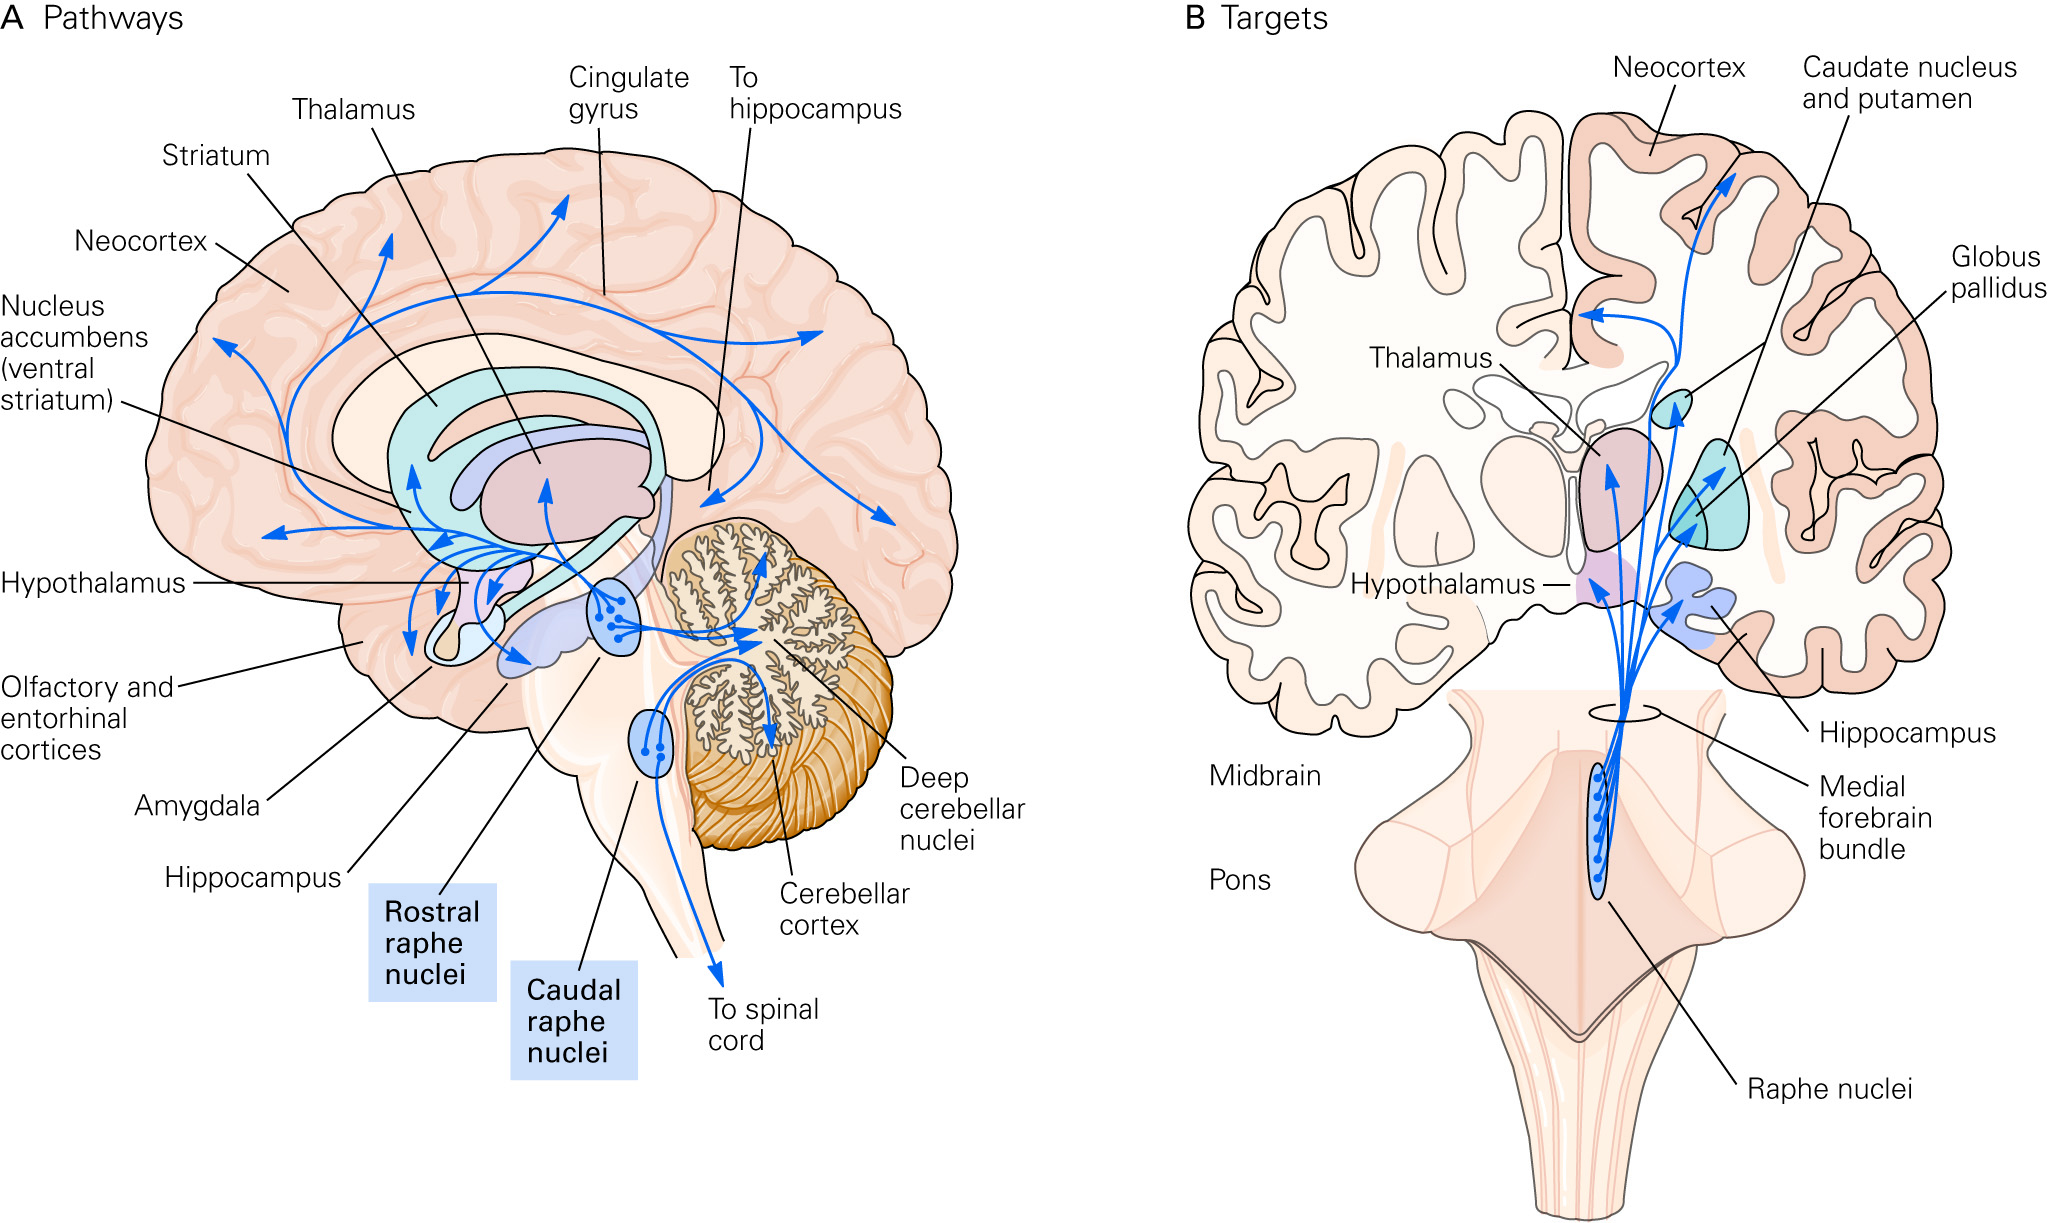 A Pathways
Cingulate
gyrus
To
hippocampus
Thalamus
Striatum
Neocortex
Nucleus
accumbens
(ventral
striatum)
Hypothalamus
Olfactory and
entorhinal
cortices
Amygdala
Hippocampus
Rostral
raphe
nuclei
Caudal
raphe
nuclei
To spinal
cord
Cerebellar
cortex
Deep
cerebellar
nuclei
B Targets
Neocortex
Caudate nucleus
and putamen
Globus
pallidus
Thalamus
Hypothalamus
Hippocampus
Midbrain
Medial
forebrain
bundle
Pons
Raphe nuclei